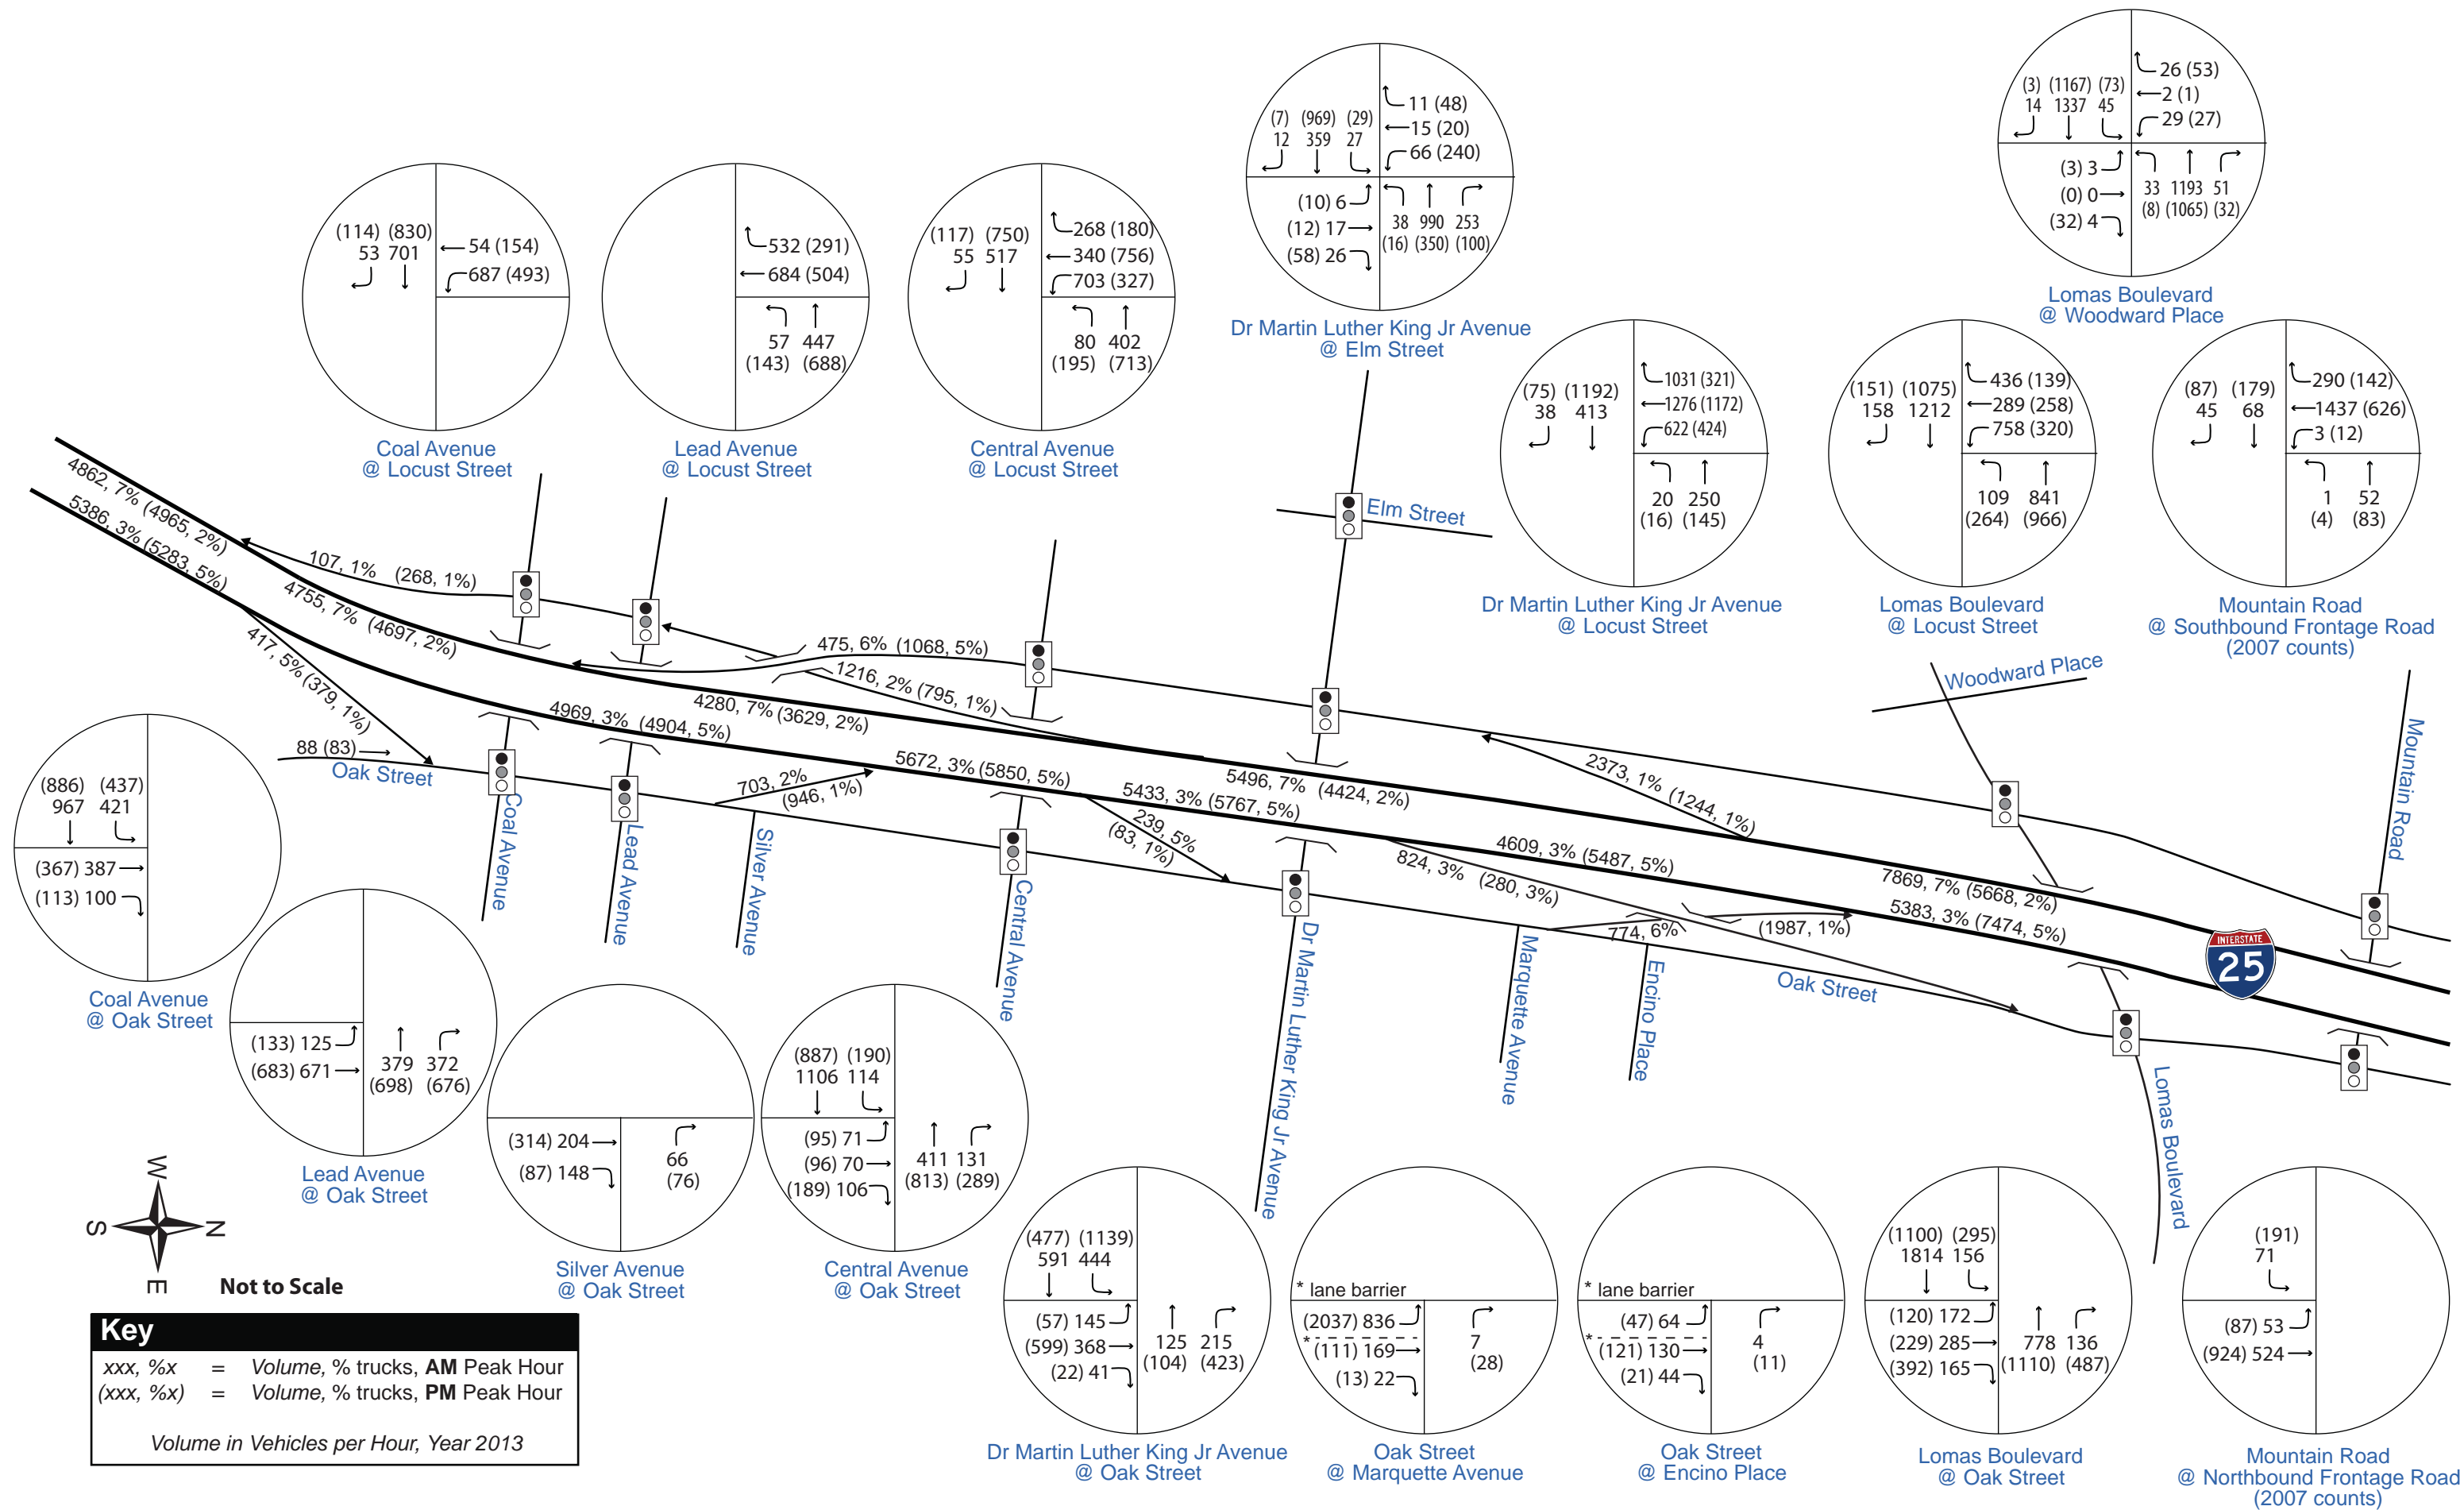 (3) (1167) (73)
14 1337 45
26 (53)
2 (1)
29 (27)
(3) 3
(0) 0
(32) 4
33 1193 51
(8) (1065) (32)
Lomas Boulevard
@ Woodward Place
(7) (969) (29)
12 359 27
11 (48)
15 (20)
66 (240)
(10) 6
(12) 17
(58) 26
38 990 253
(16) (350) (100)
Dr Martin Luther King Jr Avenue
@ Elm Street
(114) (830)
53 701
54 (154)
687 (493)
Coal Avenue
@ Locust Street
532 (291)
684 (504)
57 447
(143) (688)
Lead Avenue
@ Locust Street
(117) (750)
55 517
268 (180)
340 (756)
703 (327)
80 402
(195) (713)
Central Avenue
@ Locust Street
(75) (1192)
38 413
1031 (321)
1276 (1172)
622 (424)
20 250
(16) (145)
Dr Martin Luther King Jr Avenue
@ Locust Street
(151) (1075)
158 1212
436 (139)
289 (258)
758 (320)
109 841
(264) (966)
Lomas Boulevard
@ Locust Street
(87) (179)
45 68
290 (142)
1437 (626)
3 (12)
1 52
(4) (83)
Mountain Road
@ Southbound Frontage Road
(2007 counts)
4862, 7% (4965, 2%)
5386, 3% (5283, 5%)
107, 1% (268, 1%)
4755, 7% (4697, 2%)
417, 5% (379, 1%)
475, 6% (1068, 5%)
1216, 2% (795, 1%)
4280, 7% (3629, 2%)
4969, 3% (4904, 5%)
703, 2%
(946, 1%)
5672, 3% (5850, 5%)
5496, 7% (4424, 2%)
5433, 3% (5767, 5%)
239, 5%
(83, 1%)
2373, 1% (1244, 1%)
4609, 3% (5487, 5%)
824, 3% (280, 3%)
774, 6%
(1987, 1%)
7869, 7% (5668, 2%)
5383, 3% (7474, 5%)
88 (83)
Oak Street
Coal Avenue
Lead Avenue
Silver Avenue
Central Avenue
Elm Street
Dr Martin Luther King Jr Avenue
Marquette Avenue
Encino Place
Oak Street
Woodward Place
Mountain Road
Lomas Boulevard
INTERSTATE
25
(886) (437)
967 421
(367) 387
(113) 100
Coal Avenue
@ Oak Street
(133) 125
(683) 671
379 372
(698) (676)
Lead Avenue
@ Oak Street
(314) 204
(87) 148
66
(76)
Silver Avenue
@ Oak Street
(887) (190)
1106 114
(95) 71
(96) 70
(189) 106
411 131
(813) (289)
Central Avenue
@ Oak Street
(477) (1139)
591 444
(57) 145
(599) 368
(22) 41
125 215
(104) (423)
Dr Martin Luther King Jr Avenue
@ Oak Street
* lane barrier
(2037) 836
*
(111) 169
(13) 22
7
(28)
Oak Street
@ Marquette Avenue
* lane barrier
(47) 64
*
(121) 130
(21) 44
4
(11)
Oak Street
@ Encino Place
(1100) (295)
1814 156
(120) 172
(229) 285
(392) 165
778 136
(1110) (487)
Lomas Boulevard
@ Oak Street
(191)
71
(87) 53
(924) 524
Mountain Road
@ Northbound Frontage Road
(2007 counts)
W
S N
E
Not to Scale
Key
xxx, %x = Volume, % trucks, AM Peak Hour
(xxx, %x) = Volume, % trucks, PM Peak Hour
Volume in Vehicles per Hour, Year 2013